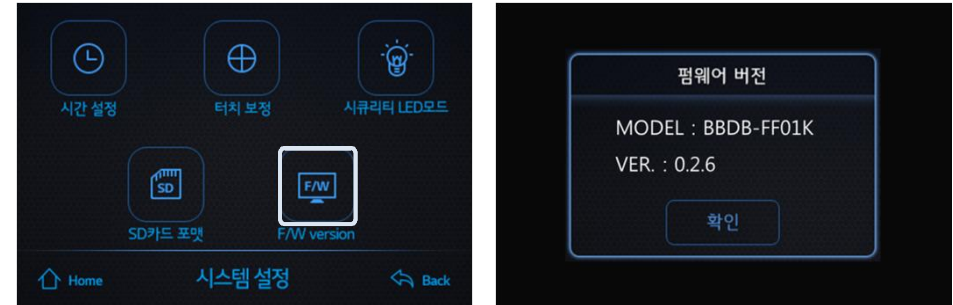 시간 설정
터치 보정
시큐리티 LED모드
SD
F/W
SD카드 포맷
F/W version
Home
시스템 설정
Back
펌웨어 버전
MODEL : BBDB-FF01K
VER. : 0.2.6
확인